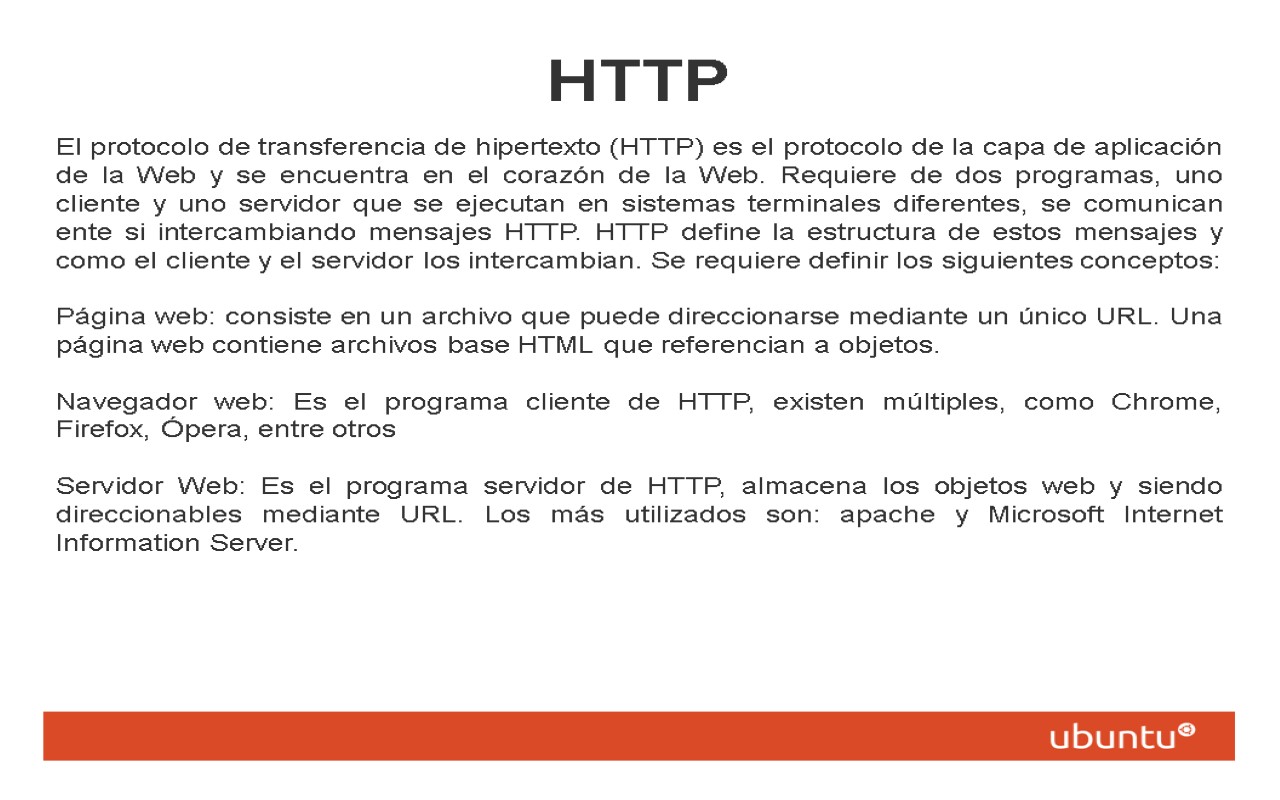 HTTP
El protocolo de transferencia de hipertexto (HTTP) es el protocolo de la capa de aplicación
de la Web y se encuentra en el corazón de la Web. Requiere de dos programas, uno
cliente y uno servidor que se ejecutan en sistemas terminales diferentes, se comunican
ente si intercambiando mensajes HTTP. HTTP define la estructura de estos mensajes y
como el cliente y el servidor los intercambian. Se requiere definir los siguientes conceptos:
Página web: consiste en un archivo que puede direccionarse mediante un único URL. Una
página web contiene archivos base HTML que referencian a objetos.
Navegador web: Es el programa cliente de HTTP, existen múltiples, como Chrome,
Firefox, Ópera, entre otros
Servidor Web: Es el programa servidor de HTTP, almacena los objetos web y siendo
direccionables mediante URL. Los más utilizados son: apache y Microsoft Internet
Information Server.
ubuntu